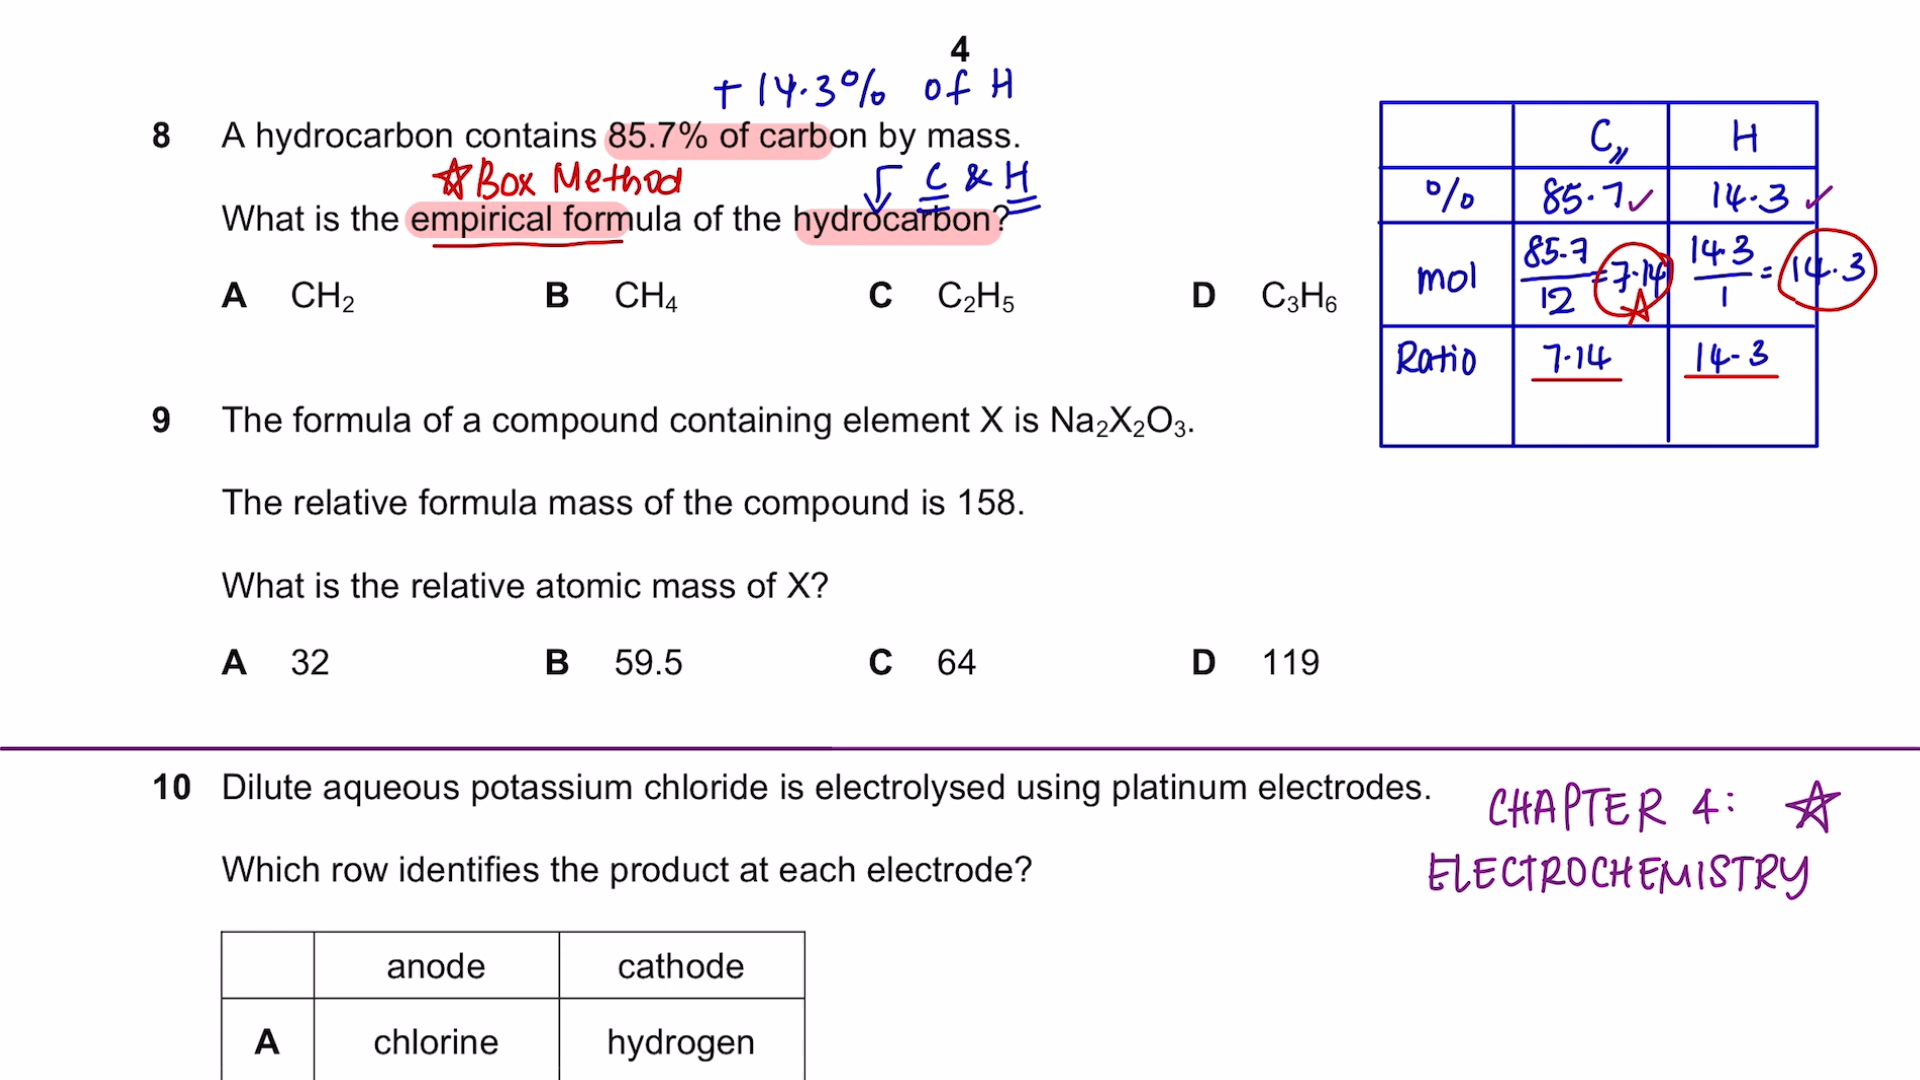 4
+ 14.3% of H
8 A hydrocarbon contains 85.7% of carbon by mass.
☆Box Method C & H
What is the empirical formula of the hydrocarbon?
A CH₂ B CH₄ C C₂H₅ D C₃H₆
C H
% 85.7✓ 14.3 ✓
mol 85.7/12 = 7.14 14.3/1 = 14.3
Ratio 7.14 14.3
9 The formula of a compound containing element X is Na₂X₂O₃.
The relative formula mass of the compound is 158.
What is the relative atomic mass of X?
A 32 B 59.5 C 64 D 119
10 Dilute aqueous potassium chloride is electrolysed using platinum electrodes.
Which row identifies the product at each electrode?
CHAPTER 4: ☆
ELECTROCHEMISTRY
anode cathode
A chlorine hydrogen